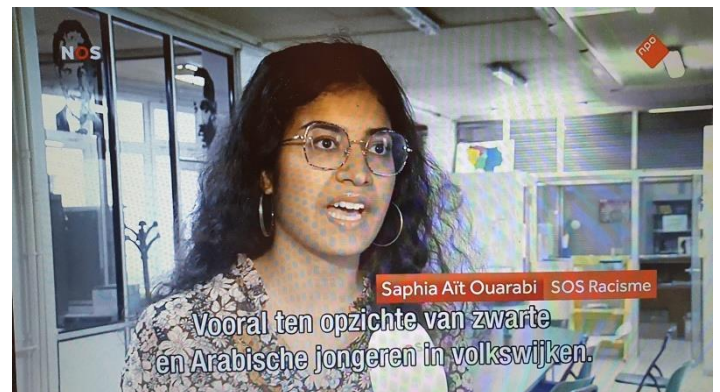 NOS
npo
Saphia Aït Ouarabi SOS Racisme
Vooral ten opzichte van zwarte
en Arabische jongeren in volkswijken.